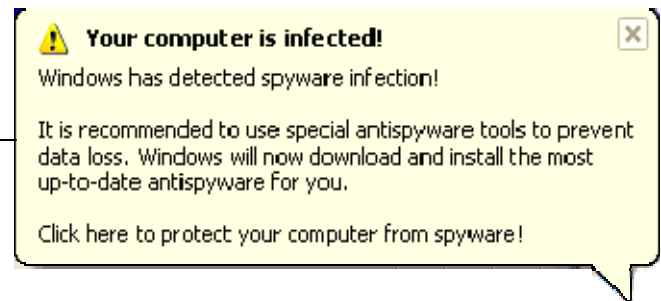 Your computer is infected!
Windows has detected spyware infection!
It is recommended to use special antispyware tools to prevent
data loss. Windows will now download and install the most
up-to-date antispyware for you.
Click here to protect your computer from spyware!